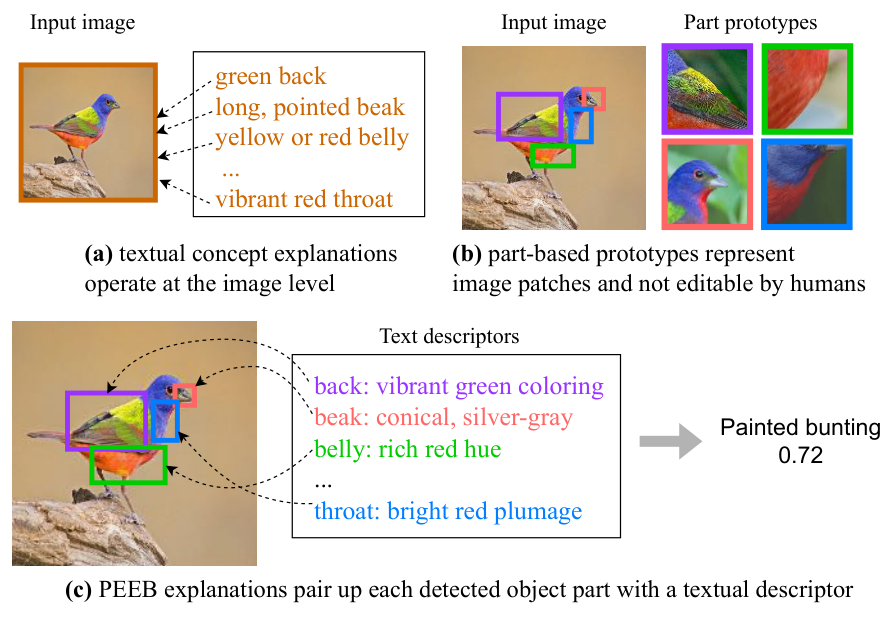 Input image
green back
long, pointed beak
yellow or red belly
...
vibrant red throat
(a) textual concept explanations
operate at the image level
Input image
Part prototypes
(b) part-based prototypes represent
image patches and not editable by humans
Text descriptors
back: vibrant green coloring
beak: conical, silver-gray
belly: rich red hue
...
throat: bright red plumage
Painted bunting
0.72
(c) PEEB explanations pair up each detected object part with a textual descriptor